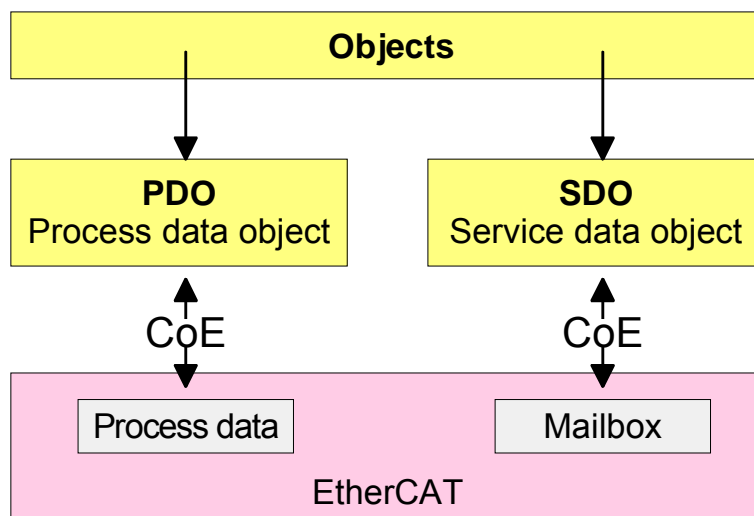 Objects
PDO
Process data object
SDO
Service data object
CoE
CoE
Process data
Mailbox
EtherCAT